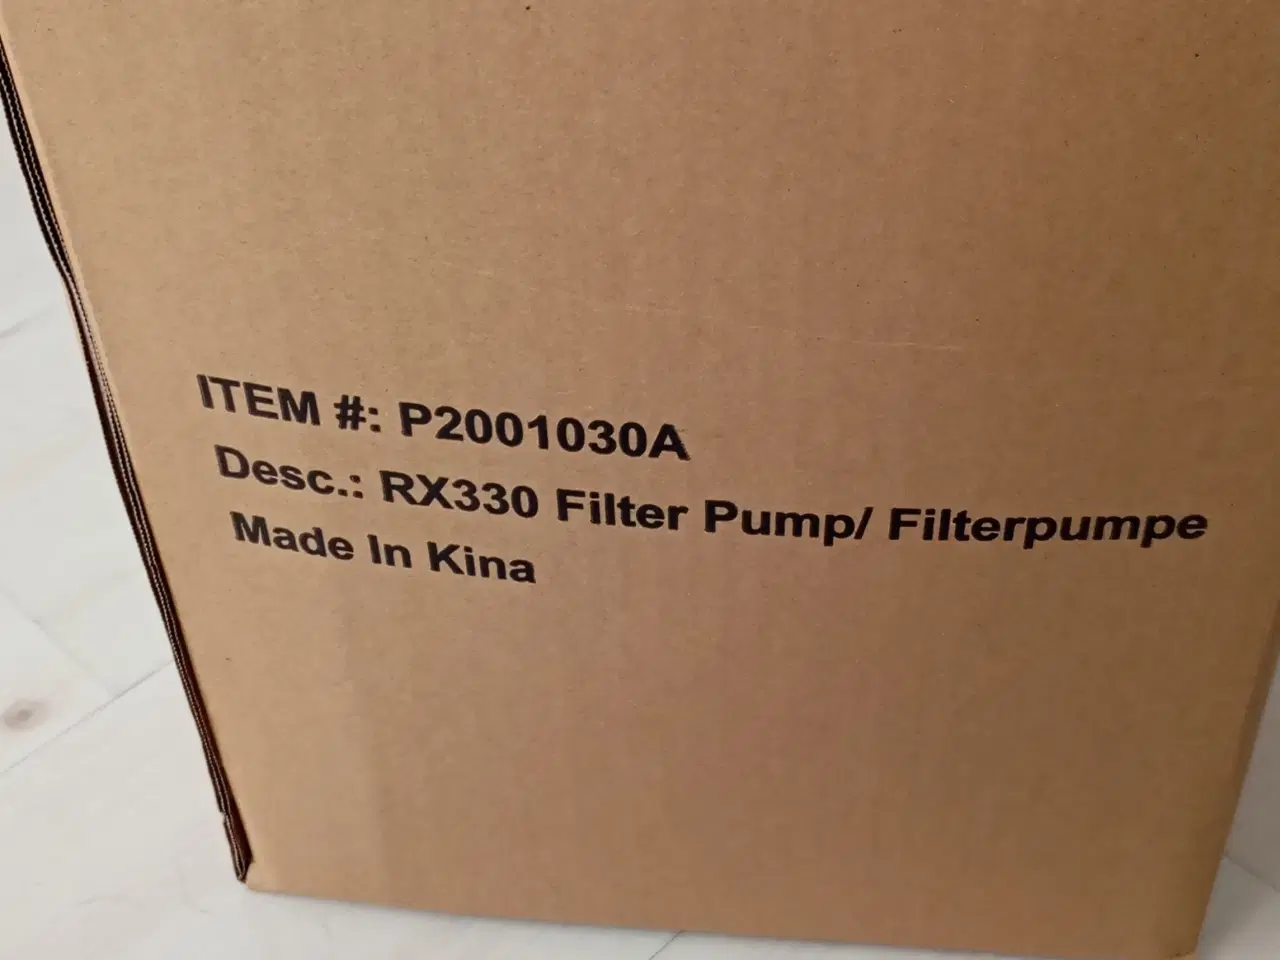 ITEM #: P2001030A
Desc.: RX330 Filter Pump/ Filterpumpe
Made In Kina